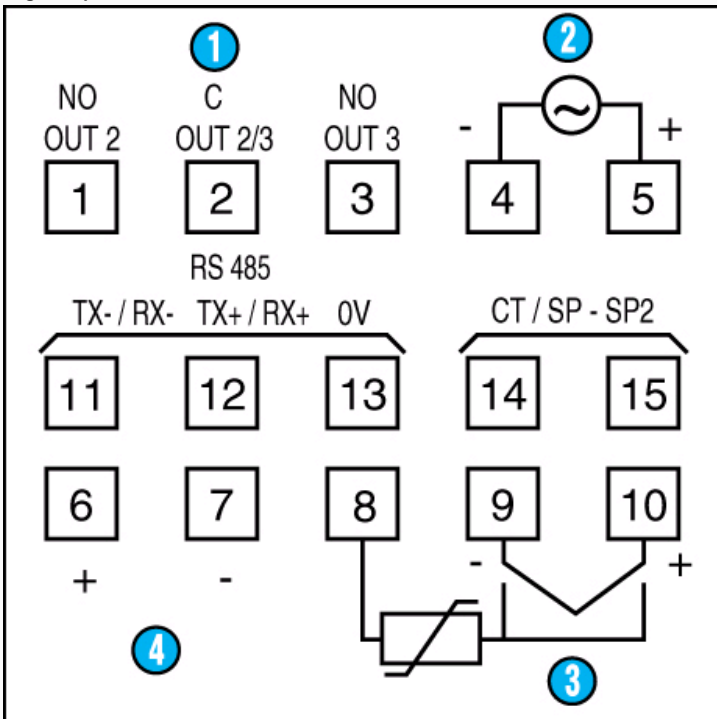 1 2
NO C NO
OUT 2 OUT 2/3 OUT 3 - ~ +
1 2 3 4 5
RS 485
TX- / RX- TX+ / RX+ 0V CT / SP - SP2
11 12 13 14 15
6 7 8 9 10
+ - - +
4 3